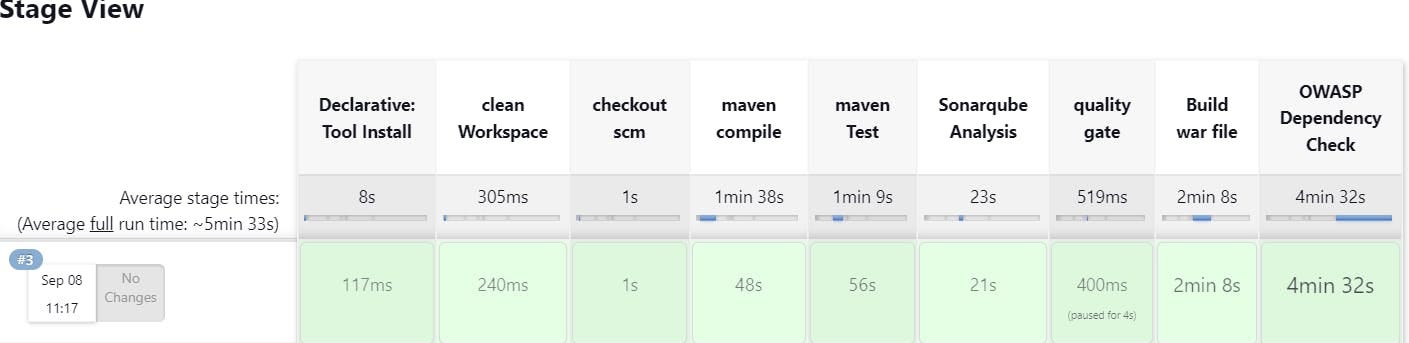 Stage View
Declarative: Tool Install
clean Workspace
checkout scm
maven compile
maven Test
Sonarqube Analysis
quality gate
Build war file
OWASP Dependency Check
Average stage times:
(Average full run time: ~5min 33s)
8s
305ms
1s
1min 38s
1min 9s
23s
519ms
2min 8s
4min 32s
#3
Sep 08
11:17
No
Changes
117ms
240ms
1s
48s
56s
21s
400ms
(paused for 4s)
2min 8s
4min 32s